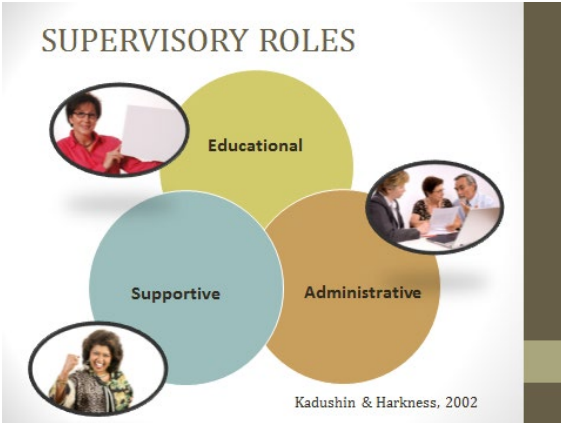 SUPERVISORY ROLES
Educational
Supportive
Administrative
Kadushin & Harkness, 2002